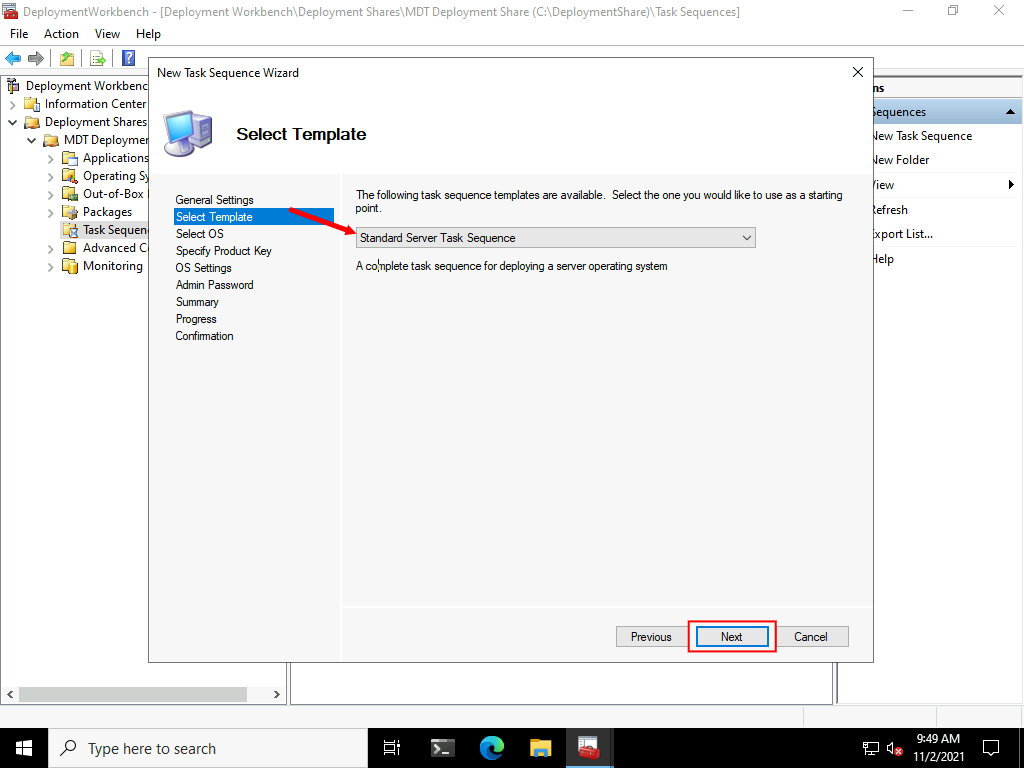 DeploymentWorkbench - [Deployment Workbench\Deployment Shares\MDT Deployment Share (C:\DeploymentShare)\Task Sequences]
File Action View Help
Deployment Workbenc
Information Center
Deployment Shares
MDT Deploymer
Applications
Operating Sy
Out-of-Box
Packages
Task Sequen
Advanced C
Monitoring
New Task Sequence Wizard
Select Template
General Settings
Select Template
Select OS
Specify Product Key
OS Settings
Admin Password
Summary
Progress
Confirmation
The following task sequence templates are available. Select the one you would like to use as a starting
point.
Standard Server Task Sequence
A complete task sequence for deploying a server operating system
Previous Next Cancel
ns
Sequences
New Task Sequence
New Folder
View
Refresh
Export List...
Help
Type here to search
9:49 AM
11/2/2021